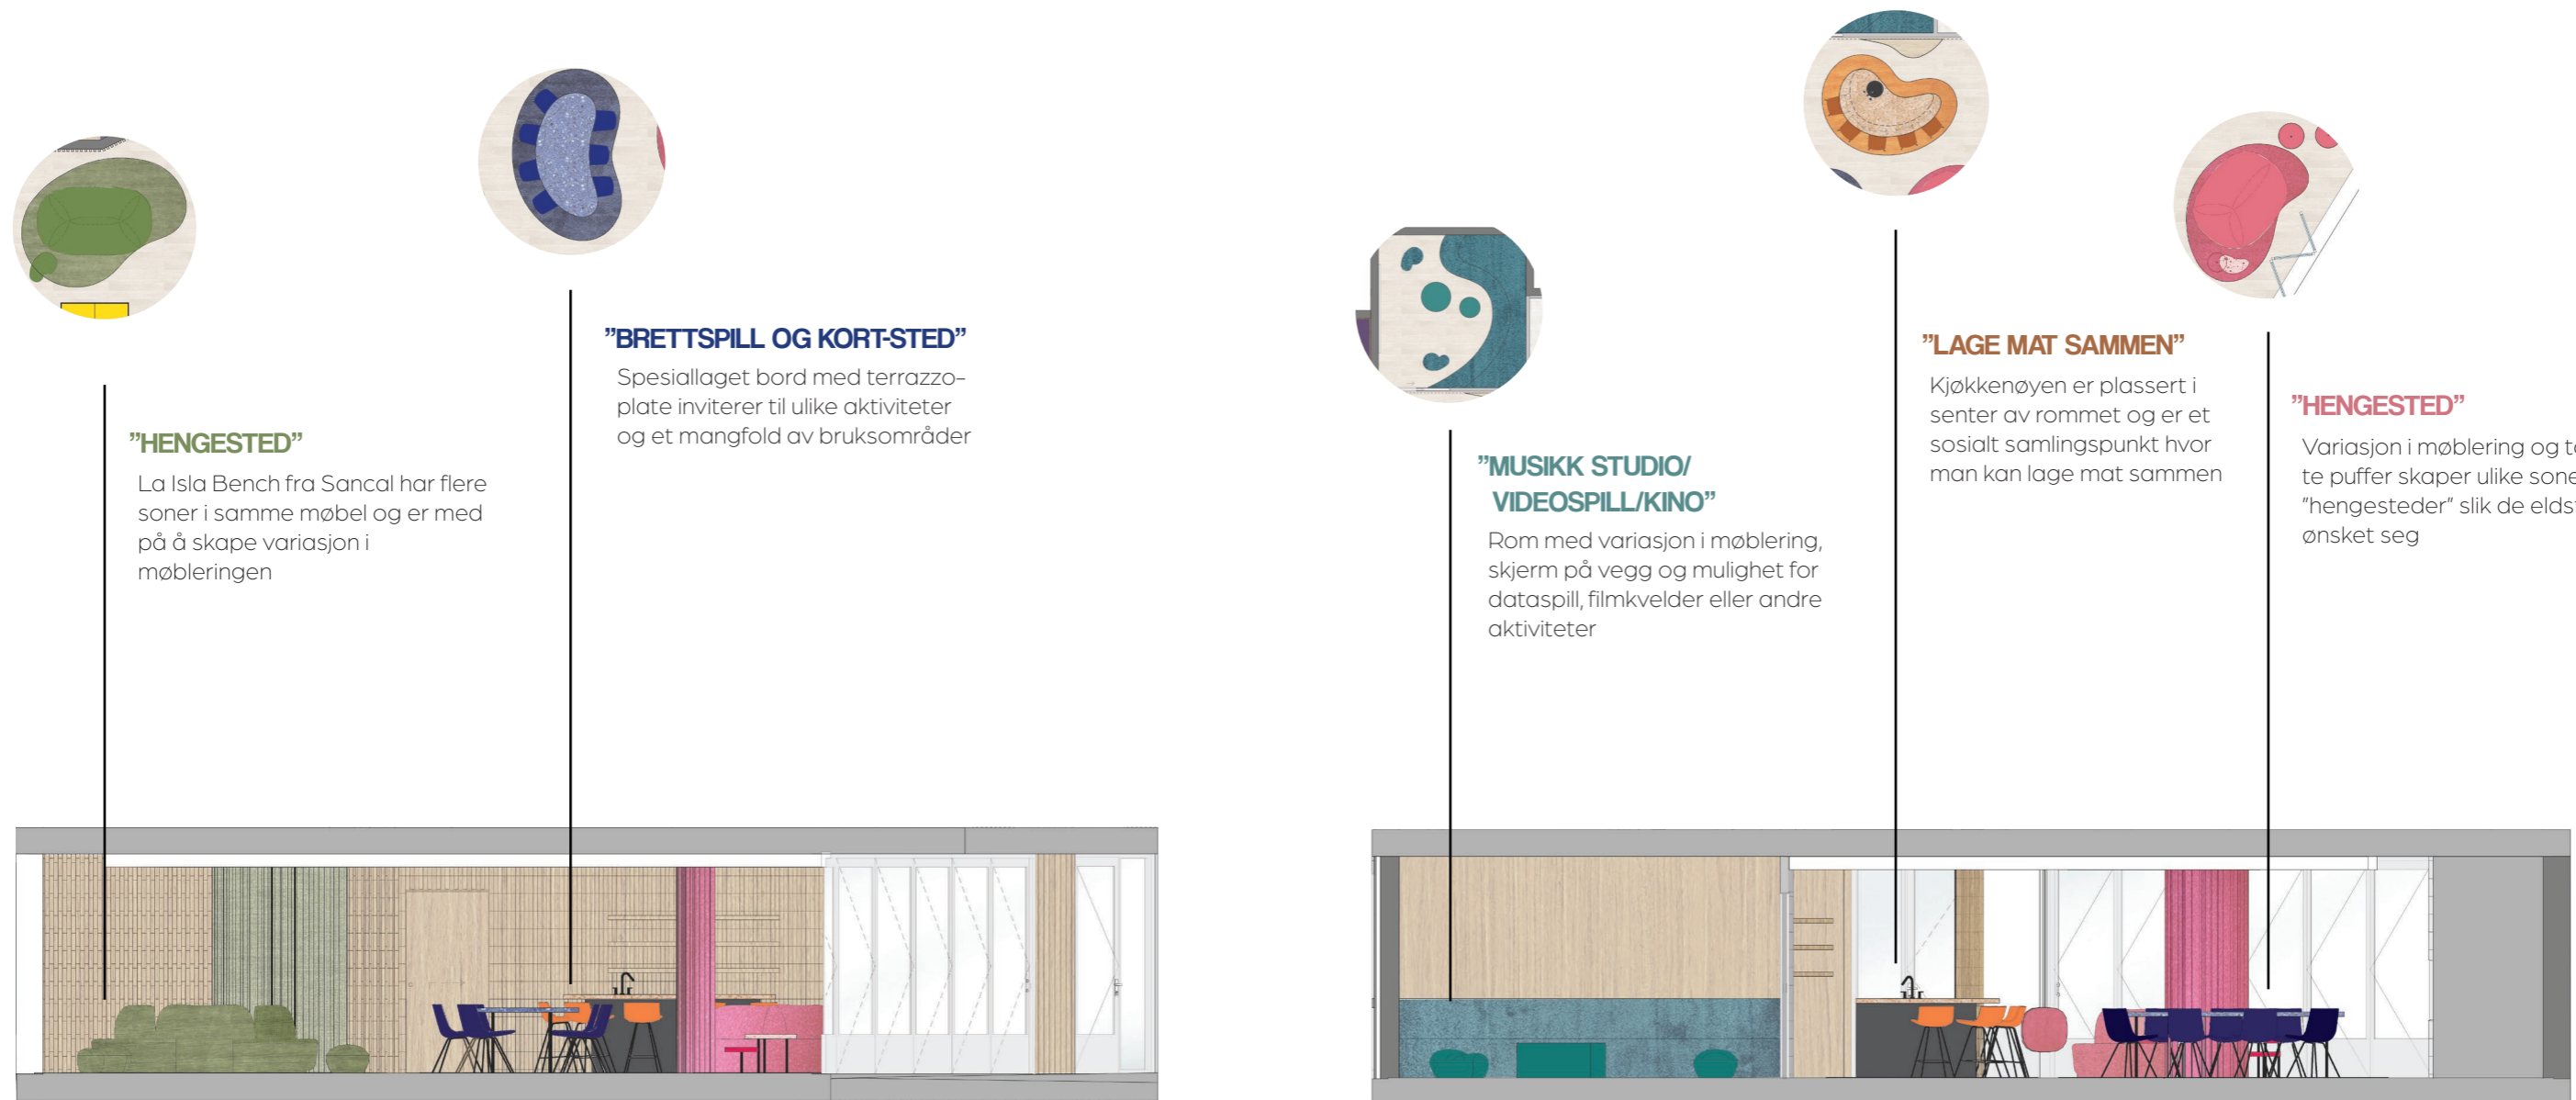 ”HENGESTED”
La Isla Bench fra Sancal har flere
soner i samme møbel og er med
på å skape variasjon i
møbleringen
”BRETTSPILL OG KORT-STED”
Spesiallaget bord med terrazzo-
plate inviterer til ulike aktiviteter
og et mangfold av bruksområder
”MUSIKK STUDIO/
VIDEOSPILL/KINO”
Rom med variasjon i møblering,
skjerm på vegg og mulighet for
dataspill, filmkvelder eller andre
aktiviteter
”LAGE MAT SAMMEN”
Kjøkkenøyen er plassert i
senter av rommet og er et
sosialt samlingspunkt hvor
man kan lage mat sammen
”HENGESTED”
Variasjon i møblering og
te puffer skaper ulike
"hengesteder" slik de
ønsket seg